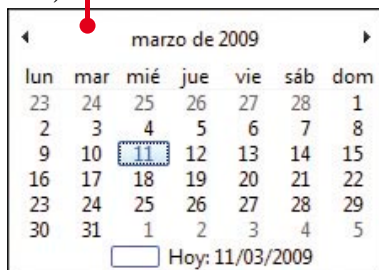 marzo de 2009
lun mar mié jue vie sáb dom
23 24 25 26 27 28 1
2 3 4 5 6 7 8
9 10 11 12 13 14 15
16 17 18 19 20 21 22
23 24 25 26 27 28 29
30 31 1 2 3 4 5
Hoy: 11/03/2009